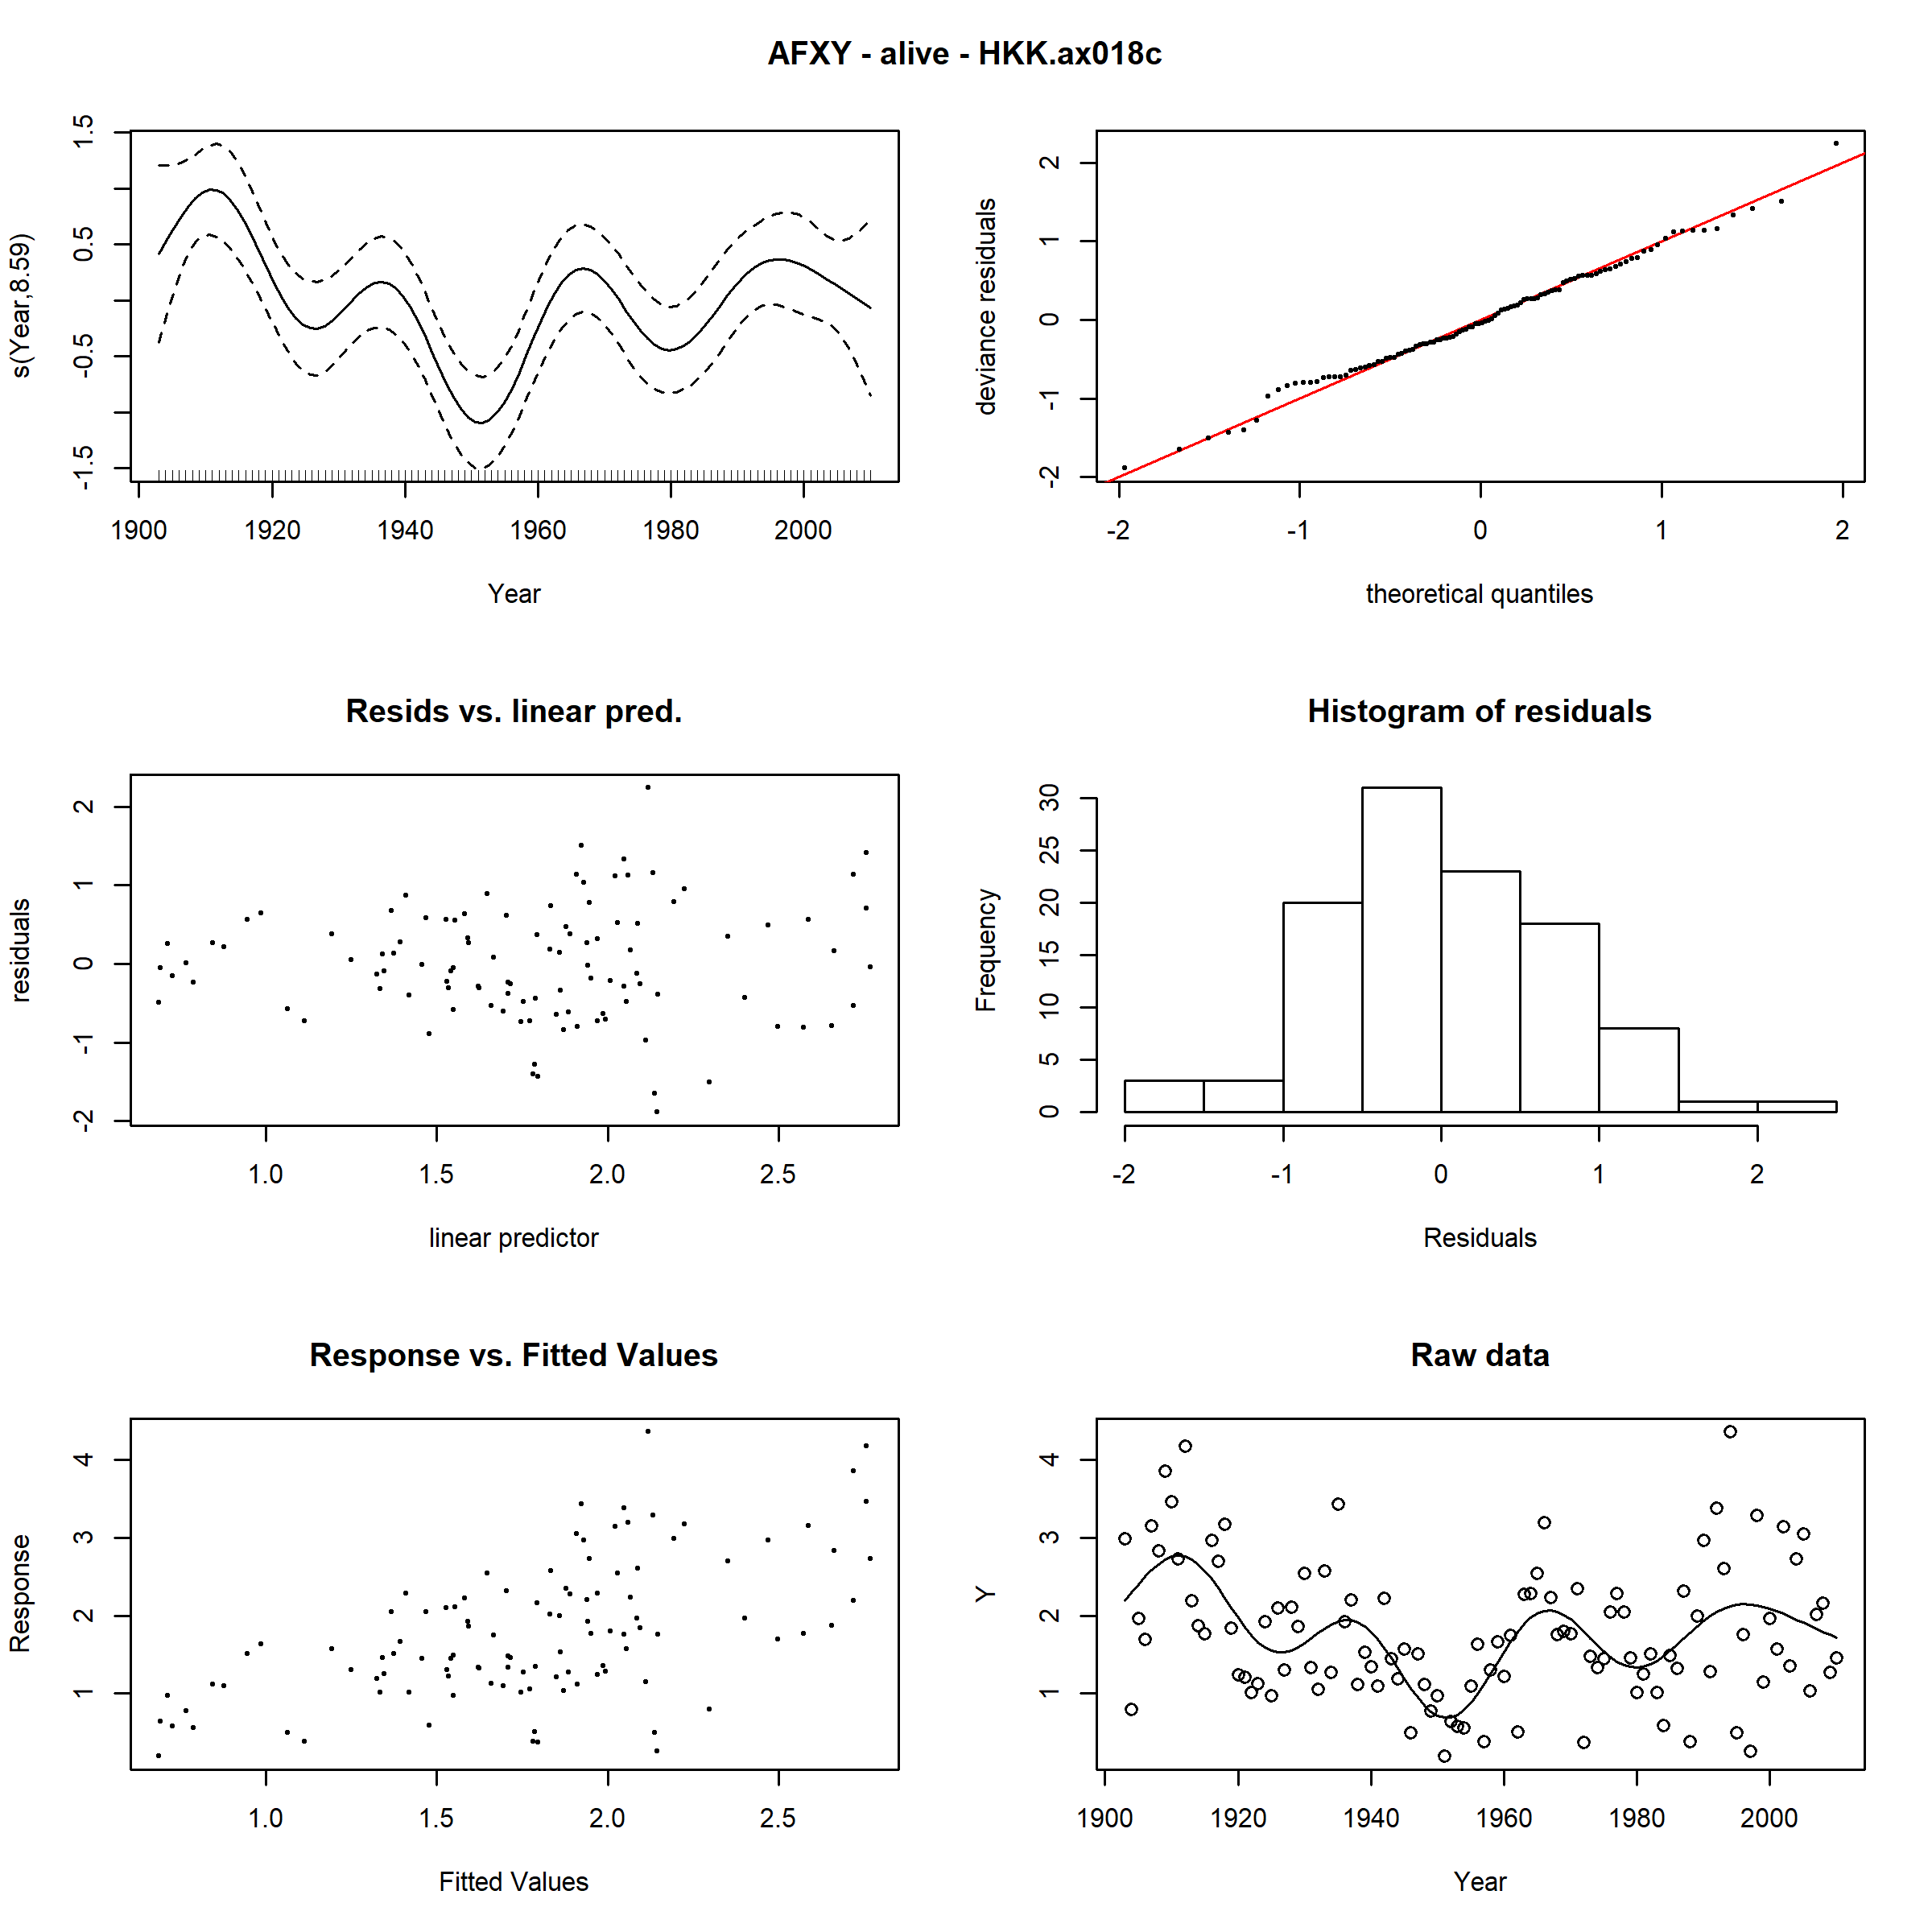 AFXY - alive - HKK.ax018c
s(Year,8.59)
1.5
0.5
-0.5
-1.5
1900 1920 1940 1960 1980 2000
Year
deviance residuals
2
1
0
-1
-2
-2 -1 0 1 2
theoretical quantiles
Resids vs. linear pred.
residuals
2
1
0
-1
-2
1.0 1.5 2.0 2.5
linear predictor
Histogram of residuals
Frequency
30
25
20
15
10
5
0
-2 -1 0 1 2
Residuals
Response vs. Fitted Values
Response
4
3
2
1
1.0 1.5 2.0 2.5
Fitted Values
Raw data
Y
4
3
2
1
1900 1920 1940 1960 1980 2000
Year